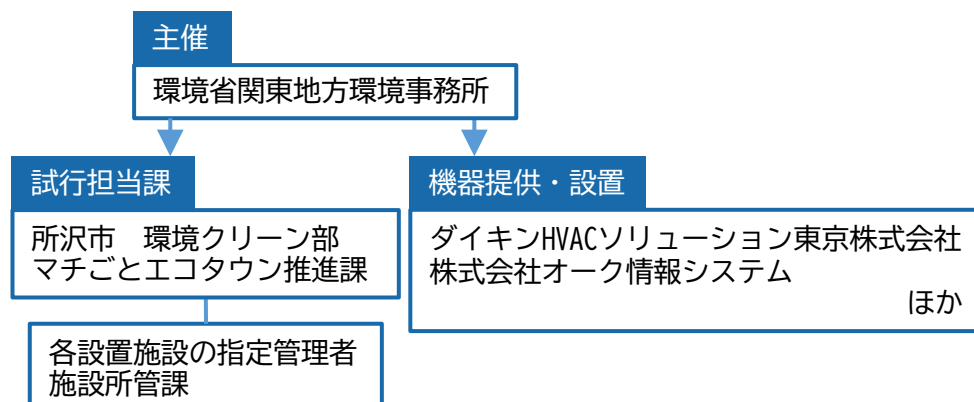 主催
環境省関東地方環境事務所
試行担当課
所沢市　環境クリーン部
マチごとエコタウン推進課
各設置施設の指定管理者
施設所管課
機器提供・設置
ダイキンHVACソリューション東京株式会社
株式会社オーク情報システム
ほか